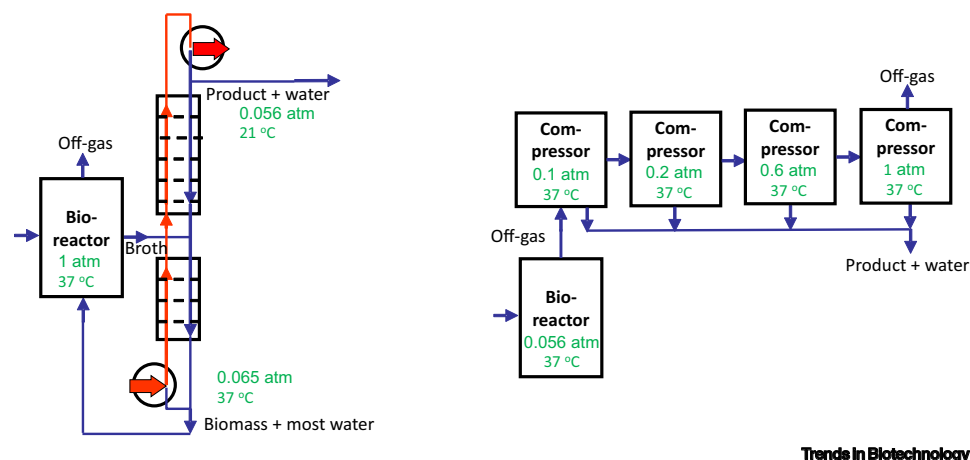 Product + water
0.056 atm
21 °C
Off-gas
Bio-
reactor
1 atm
37 °C
Broth
0.065 atm
37 °C
Biomass + most water
Off-gas
Com-
pressor
0.1 atm
37 °C
Com-
pressor
0.2 atm
37 °C
Com-
pressor
0.6 atm
37 °C
Com-
pressor
1 atm
37 °C
Off-gas
Product + water
Bio-
reactor
0.056 atm
37 °C
Trends in Biotechnology